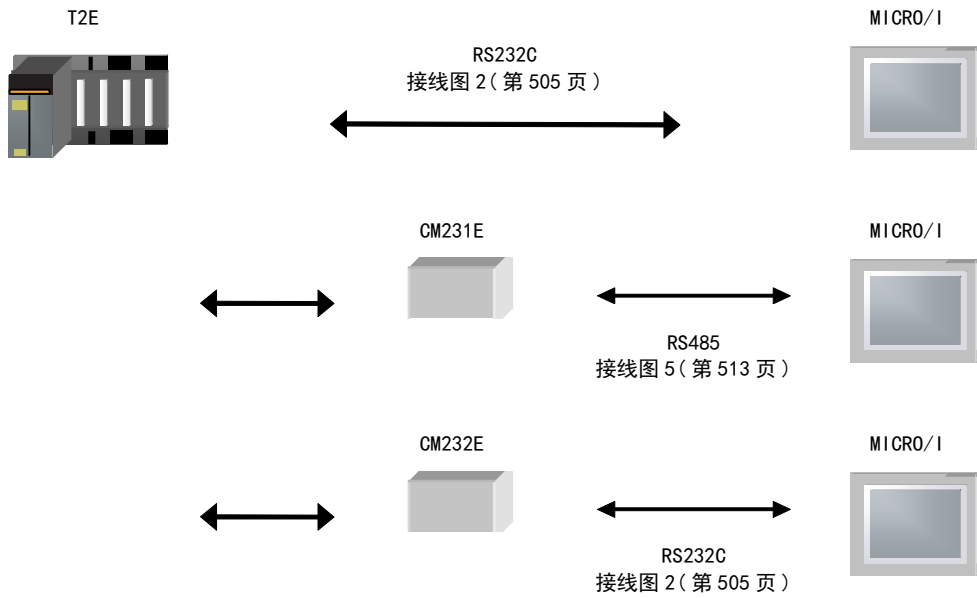 T2E
MICRO/I
RS232C
接线图 2( 第 505 页 )
CM231E
MICRO/I
RS485
接线图 5( 第 513 页 )
CM232E
MICRO/I
RS232C
接线图 2( 第 505 页 )